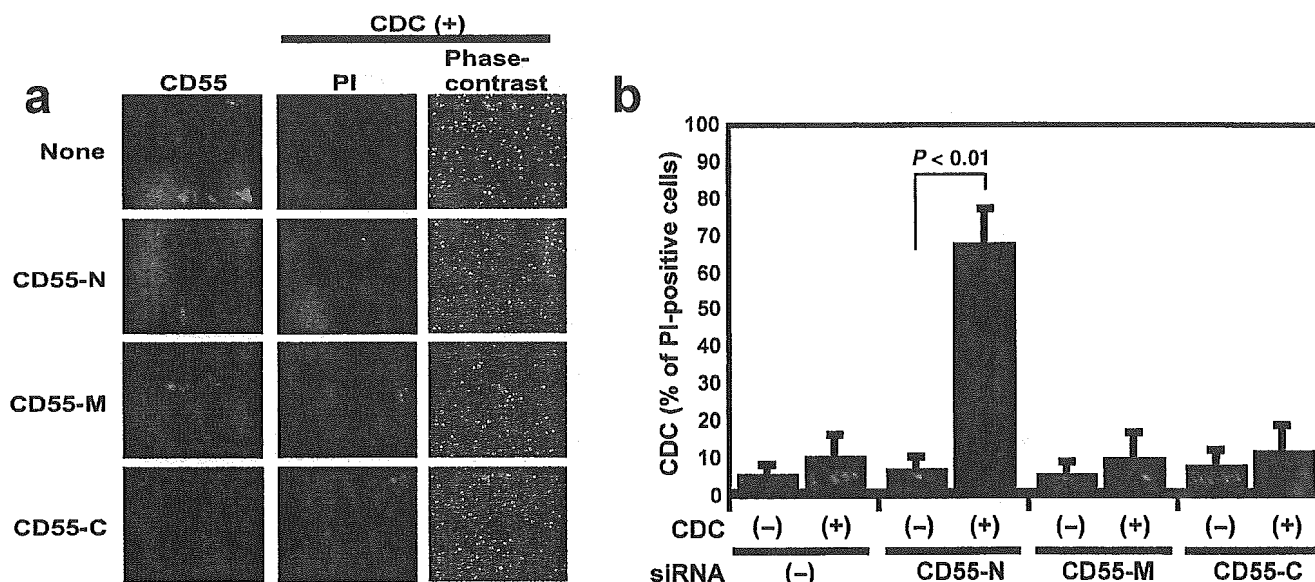 a
CDC (+)
CD55
PI
Phase-
contrast
None
CD55-N
CD55-M
CD55-C
b
CDC (% of PI-positive cells)
100
90
80
70
60
50
40
30
20
10
0
P < 0.01
CDC (–) (+) (–) (+) (–) (+) (–) (+)
siRNA (–) CD55-N CD55-M CD55-C